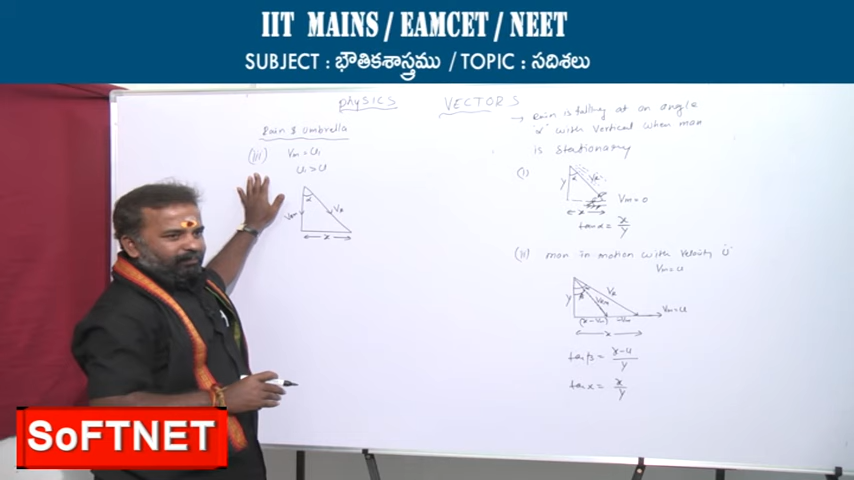 IIT MAINS / EAMCET / NEET
SUBJECT : భౌతికశాస్త్రము / TOPIC : సదిశలు
physics VECTORS
Rain & Umbrella
(iii) Vm = U1
U1 > U
α
VR
x
→ Rain is falling at an angle
'α' with vertical when man
is stationary
(i)
y
α
VR
Vm = 0
x
tan α = x/y
(ii) man in motion with velocity 'u'
Vm = u
y
β
VR
VRm
Vm = u
(x - Vm) Vm
x
tan β = x-u/y
tan α = x/y
SoFTNET